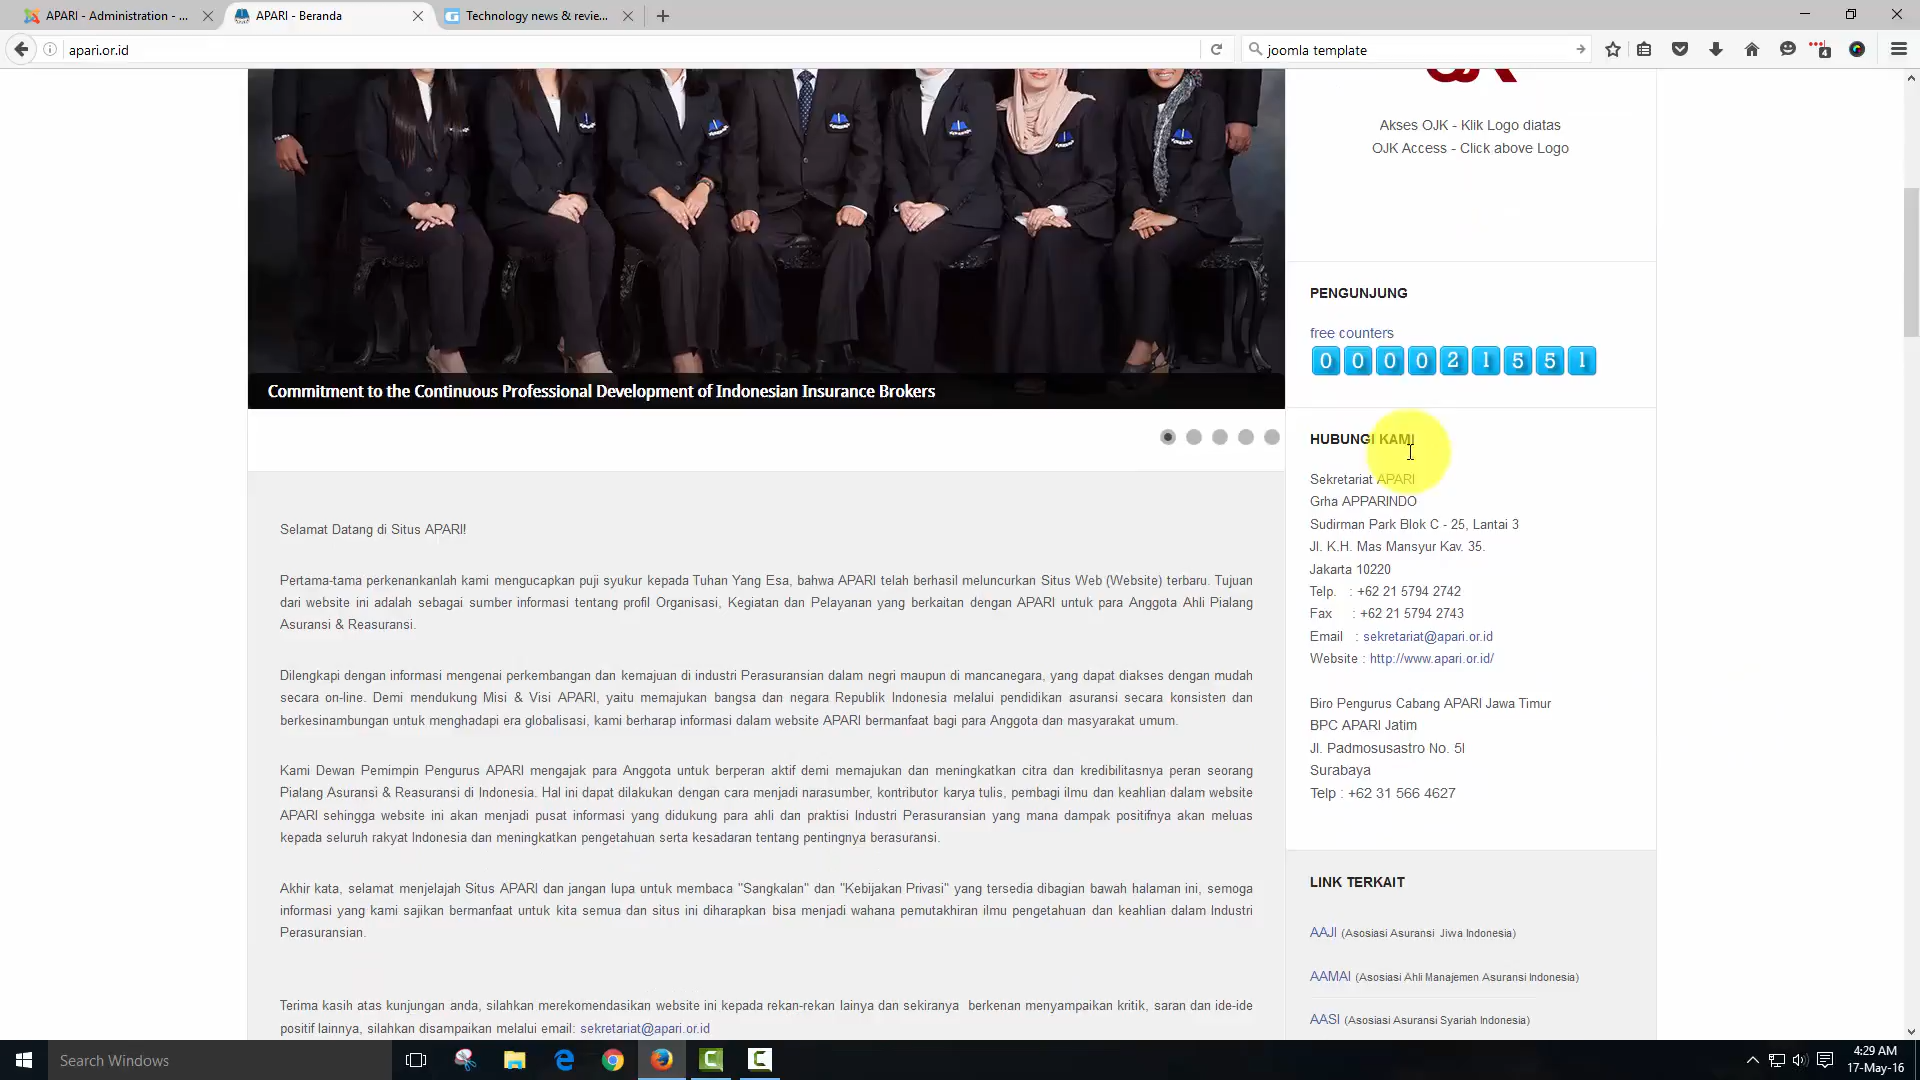 APARI - Administration - ...
APARI - Beranda
Technology news & revie...
apari.or.id
joomla template
Akses OJK - Klik Logo diatas
OJK Access - Click above Logo
PENGUNJUNG
free counters
000021551
Commitment to the Continuous Professional Development of Indonesian Insurance Brokers
HUBUNGI KAMI
Sekretariat APARI
Grha APPARINDO
Sudirman Park Blok C - 25, Lantai 3
Jl. K.H. Mas Mansyur Kav. 35.
Jakarta 10220
Telp. : +62 21 5794 2742
Fax : +62 21 5794 2743
Email : sekretariat@apari.or.id
Website : http://www.apari.or.id/
Biro Pengurus Cabang APARI Jawa Timur
BPC APARI Jatim
Jl. Padmosusastro No. 5I
Surabaya
Telp : +62 31 566 4627
LINK TERKAIT
AAJI (Asosiasi Asuransi Jiwa Indonesia)
AAMAI (Asosiasi Ahli Manajemen Asuransi Indonesia)
AASI (Asosiasi Asuransi Syariah Indonesia)
Selamat Datang di Situs APARI!
Pertama-tama perkenankanlah kami mengucapkan puji syukur kepada Tuhan Yang Esa, bahwa APARI telah berhasil meluncurkan Situs Web (Website) terbaru. Tujuan
dari website ini adalah sebagai sumber informasi tentang profil Organisasi, Kegiatan dan Pelayanan yang berkaitan dengan APARI untuk para Anggota Ahli Pialang
Asuransi & Reasuransi.
Dilengkapi dengan informasi mengenai perkembangan dan kemajuan di industri Perasuransian dalam negri maupun di mancanegara, yang dapat diakses dengan mudah
secara on-line. Demi mendukung Misi & Visi APARI, yaitu memajukan bangsa dan negara Republik Indonesia melalui pendidikan asuransi secara konsisten dan
berkesinambungan untuk menghadapi era globalisasi, kami berharap informasi dalam website APARI bermanfaat bagi para Anggota dan masyarakat umum.
Kami Dewan Pemimpin Pengurus APARI mengajak para Anggota untuk berperan aktif demi memajukan dan meningkatkan citra dan kredibilitasnya peran seorang
Pialang Asuransi & Reasuransi di Indonesia. Hal ini dapat dilakukan dengan cara menjadi narasumber, kontributor karya tulis, pembagi ilmu dan keahlian dalam website
APARI sehingga website ini akan menjadi pusat informasi yang didukung para ahli dan praktisi Industri Perasuransian yang mana dampak positifnya akan meluas
kepada seluruh rakyat Indonesia dan meningkatkan pengetahuan serta kesadaran tentang pentingnya berasuransi.
Akhir kata, selamat menjelajah Situs APARI dan jangan lupa untuk membaca "Sangkalan" dan "Kebijakan Privasi" yang tersedia dibagian bawah halaman ini, semoga
informasi yang kami sajikan bermanfaat untuk kita semua dan situs ini diharapkan bisa menjadi wahana pemutakhiran ilmu pengetahuan dan keahlian dalam Industri
Perasuransian.
Terima kasih atas kunjungan anda, silahkan merekomendasikan website ini kepada rekan-rekan lainya dan sekiranya berkenan menyampaikan kritik, saran dan ide-ide
positif lainnya, silahkan disampaikan melalui email: sekretariat@apari.or.id
Search Windows
4:29 AM
17-May-16